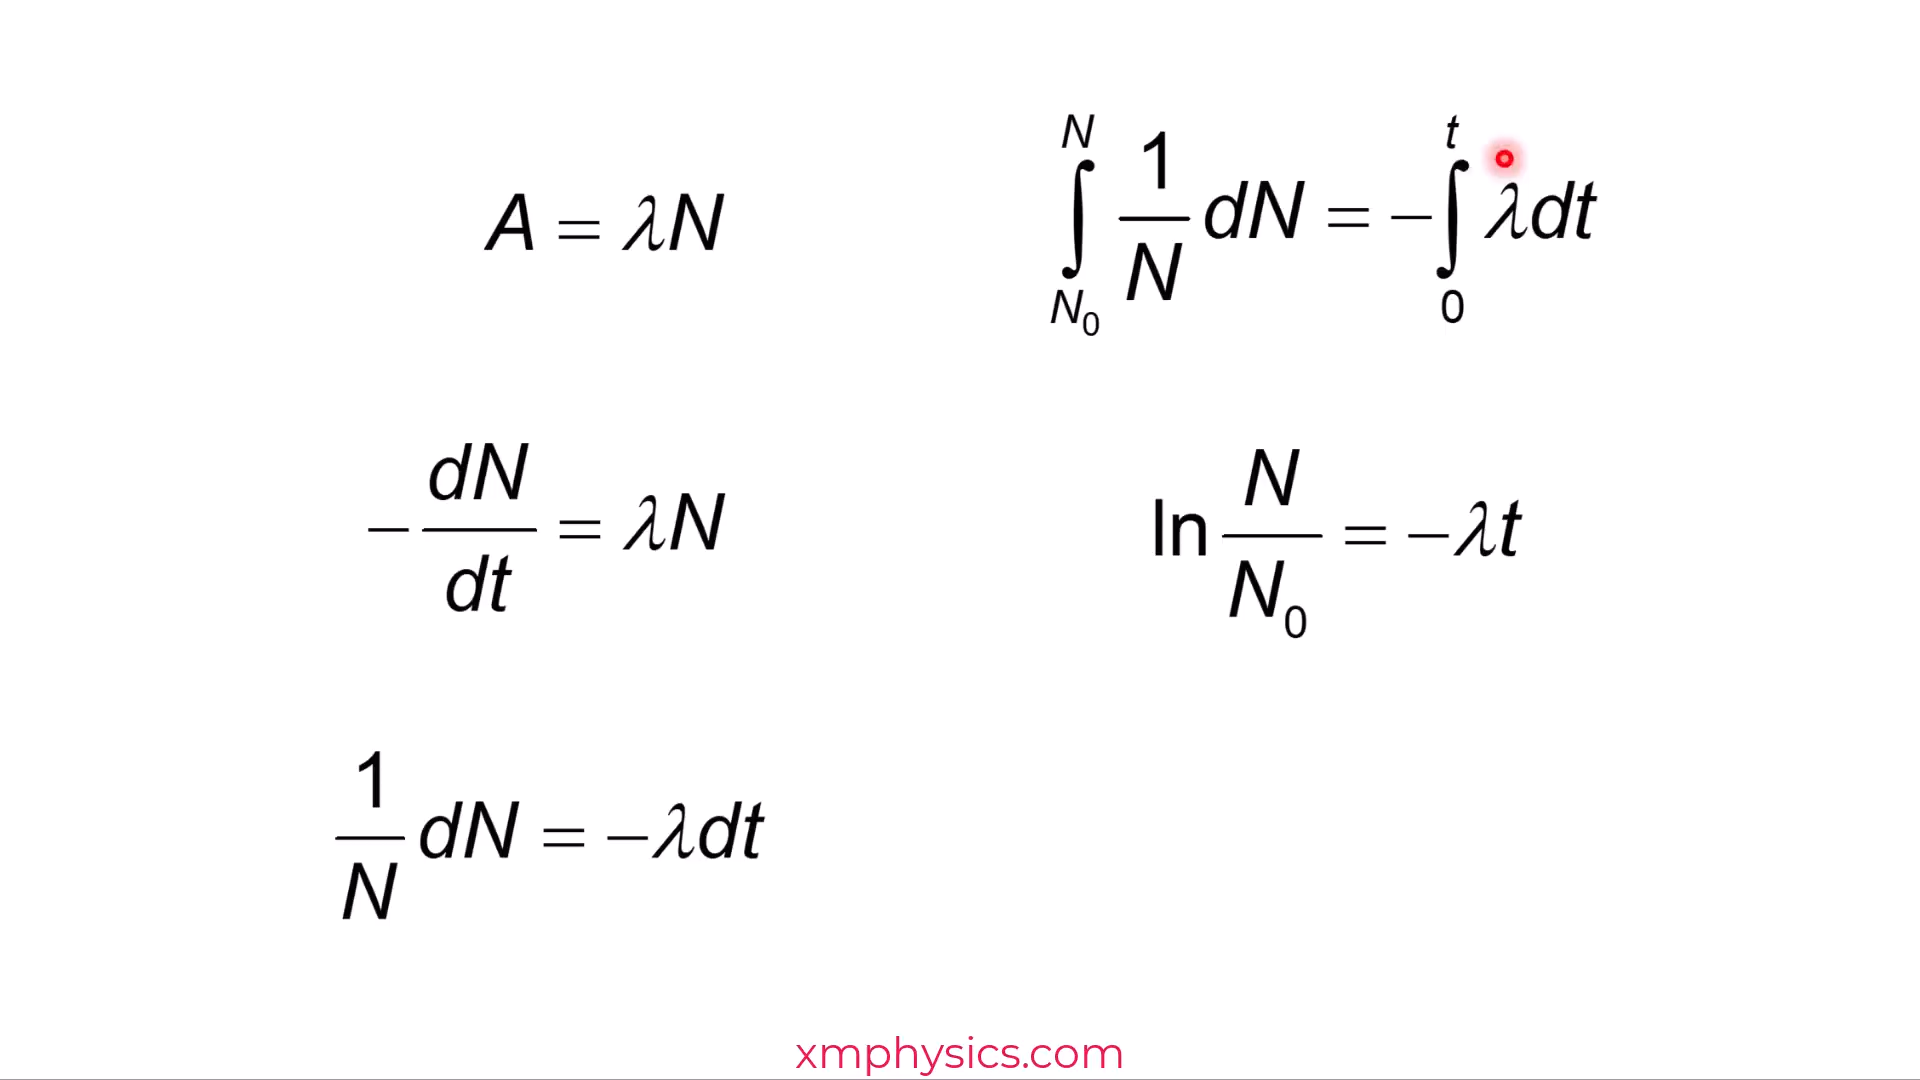 A = λN
-dN/dt = λN
1/N dN = -λdt
∫_{N₀}^{N} 1/N dN = -∫_{0}^{t} λdt
ln N/N₀ = -λt
xmphysics.com